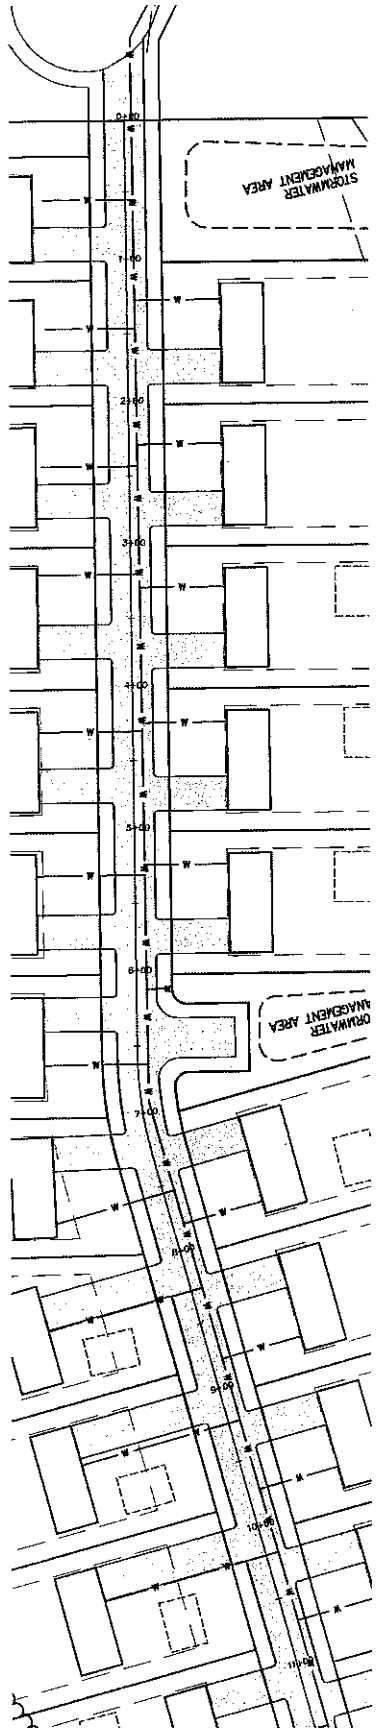 0+00
STORMWATER
MANAGEMENT AREA
W
1+00
W
W
2+00
W
W
3+00
W
W
4+00
W
W
5+00
W
W
6+00
W
STORMWATER
MANAGEMENT AREA
W
7+00
W
W
8+00
W
W
W
9+00
W
W
W
10+00
W
W
W
11+00